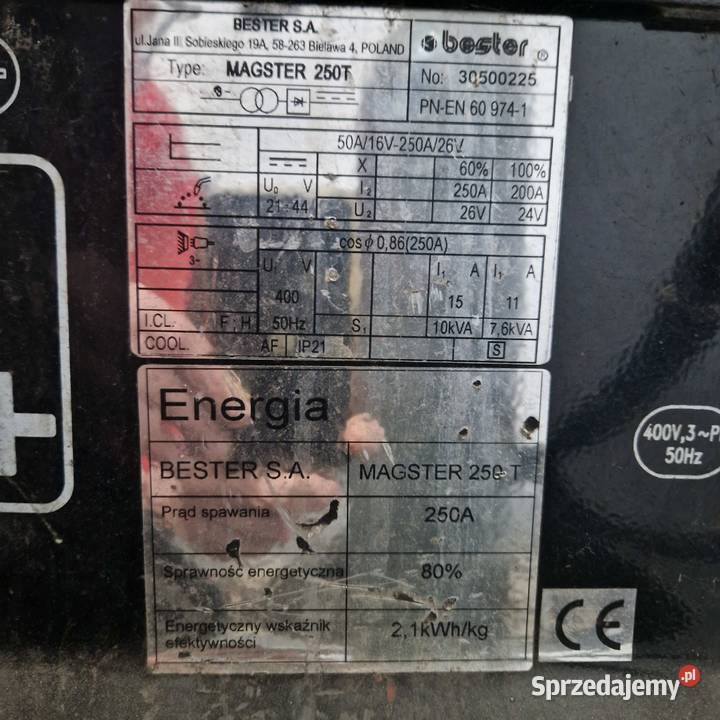 BESTER S.A.
ul.Jana III Sobieskiego 19A, 58-263 Bielawa 4, POLAND
bester ®
Type: MAGSTER 250T
No: 30500225
PN-EN 60 974-1
50A/16V-250A/26V
X 60% 100%
U₀ V I₂ 250A 200A
21-44 U₂ 26V 24V
cosφ 0,86(250A)
3~ U₁ V I₁ A I₁ A
400 15 11
I.CL. F ; H 50Hz S₁ 10kVA 7,6kVA
COOL. AF IP21 S
Energia
BESTER S.A. MAGSTER 250 T
Prąd spawania 250A
Sprawność energetyczna 80%
Energetyczny wskaźnik
efektywności 2,1kWh/kg
400V,3~P
50Hz
CE
Sprzedajemy.pl